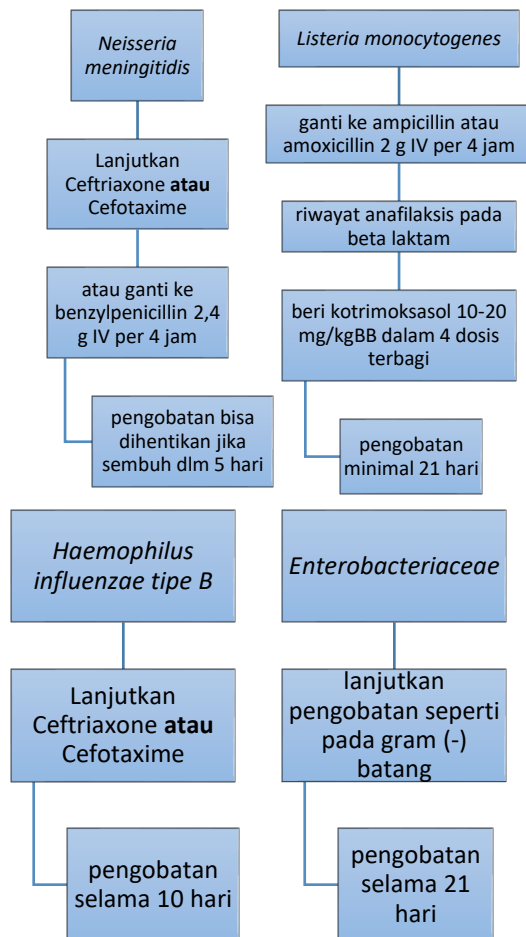 Neisseria
meningitidis
Lanjutkan
Ceftriaxone atau
Cefotaxime
atau ganti ke
benzylpenicillin 2,4
g IV per 4 jam
pengobatan bisa
dihentikan jika
sembuh dlm 5 hari
Listeria monocytogenes
ganti ke ampicillin atau
amoxicillin 2 g IV per 4 jam
riwayat anafilaksis pada
beta laktam
beri kotrimoksasol 10-20
mg/kgBB dalam 4 dosis
terbagi
pengobatan
minimal 21 hari
Haemophilus
influenzae tipe B
Lanjutkan
Ceftriaxone atau
Cefotaxime
pengobatan
selama 10 hari
Enterobacteriaceae
lanjutkan
pengobatan seperti
pada gram (-)
batang
pengobatan
selama 21
hari